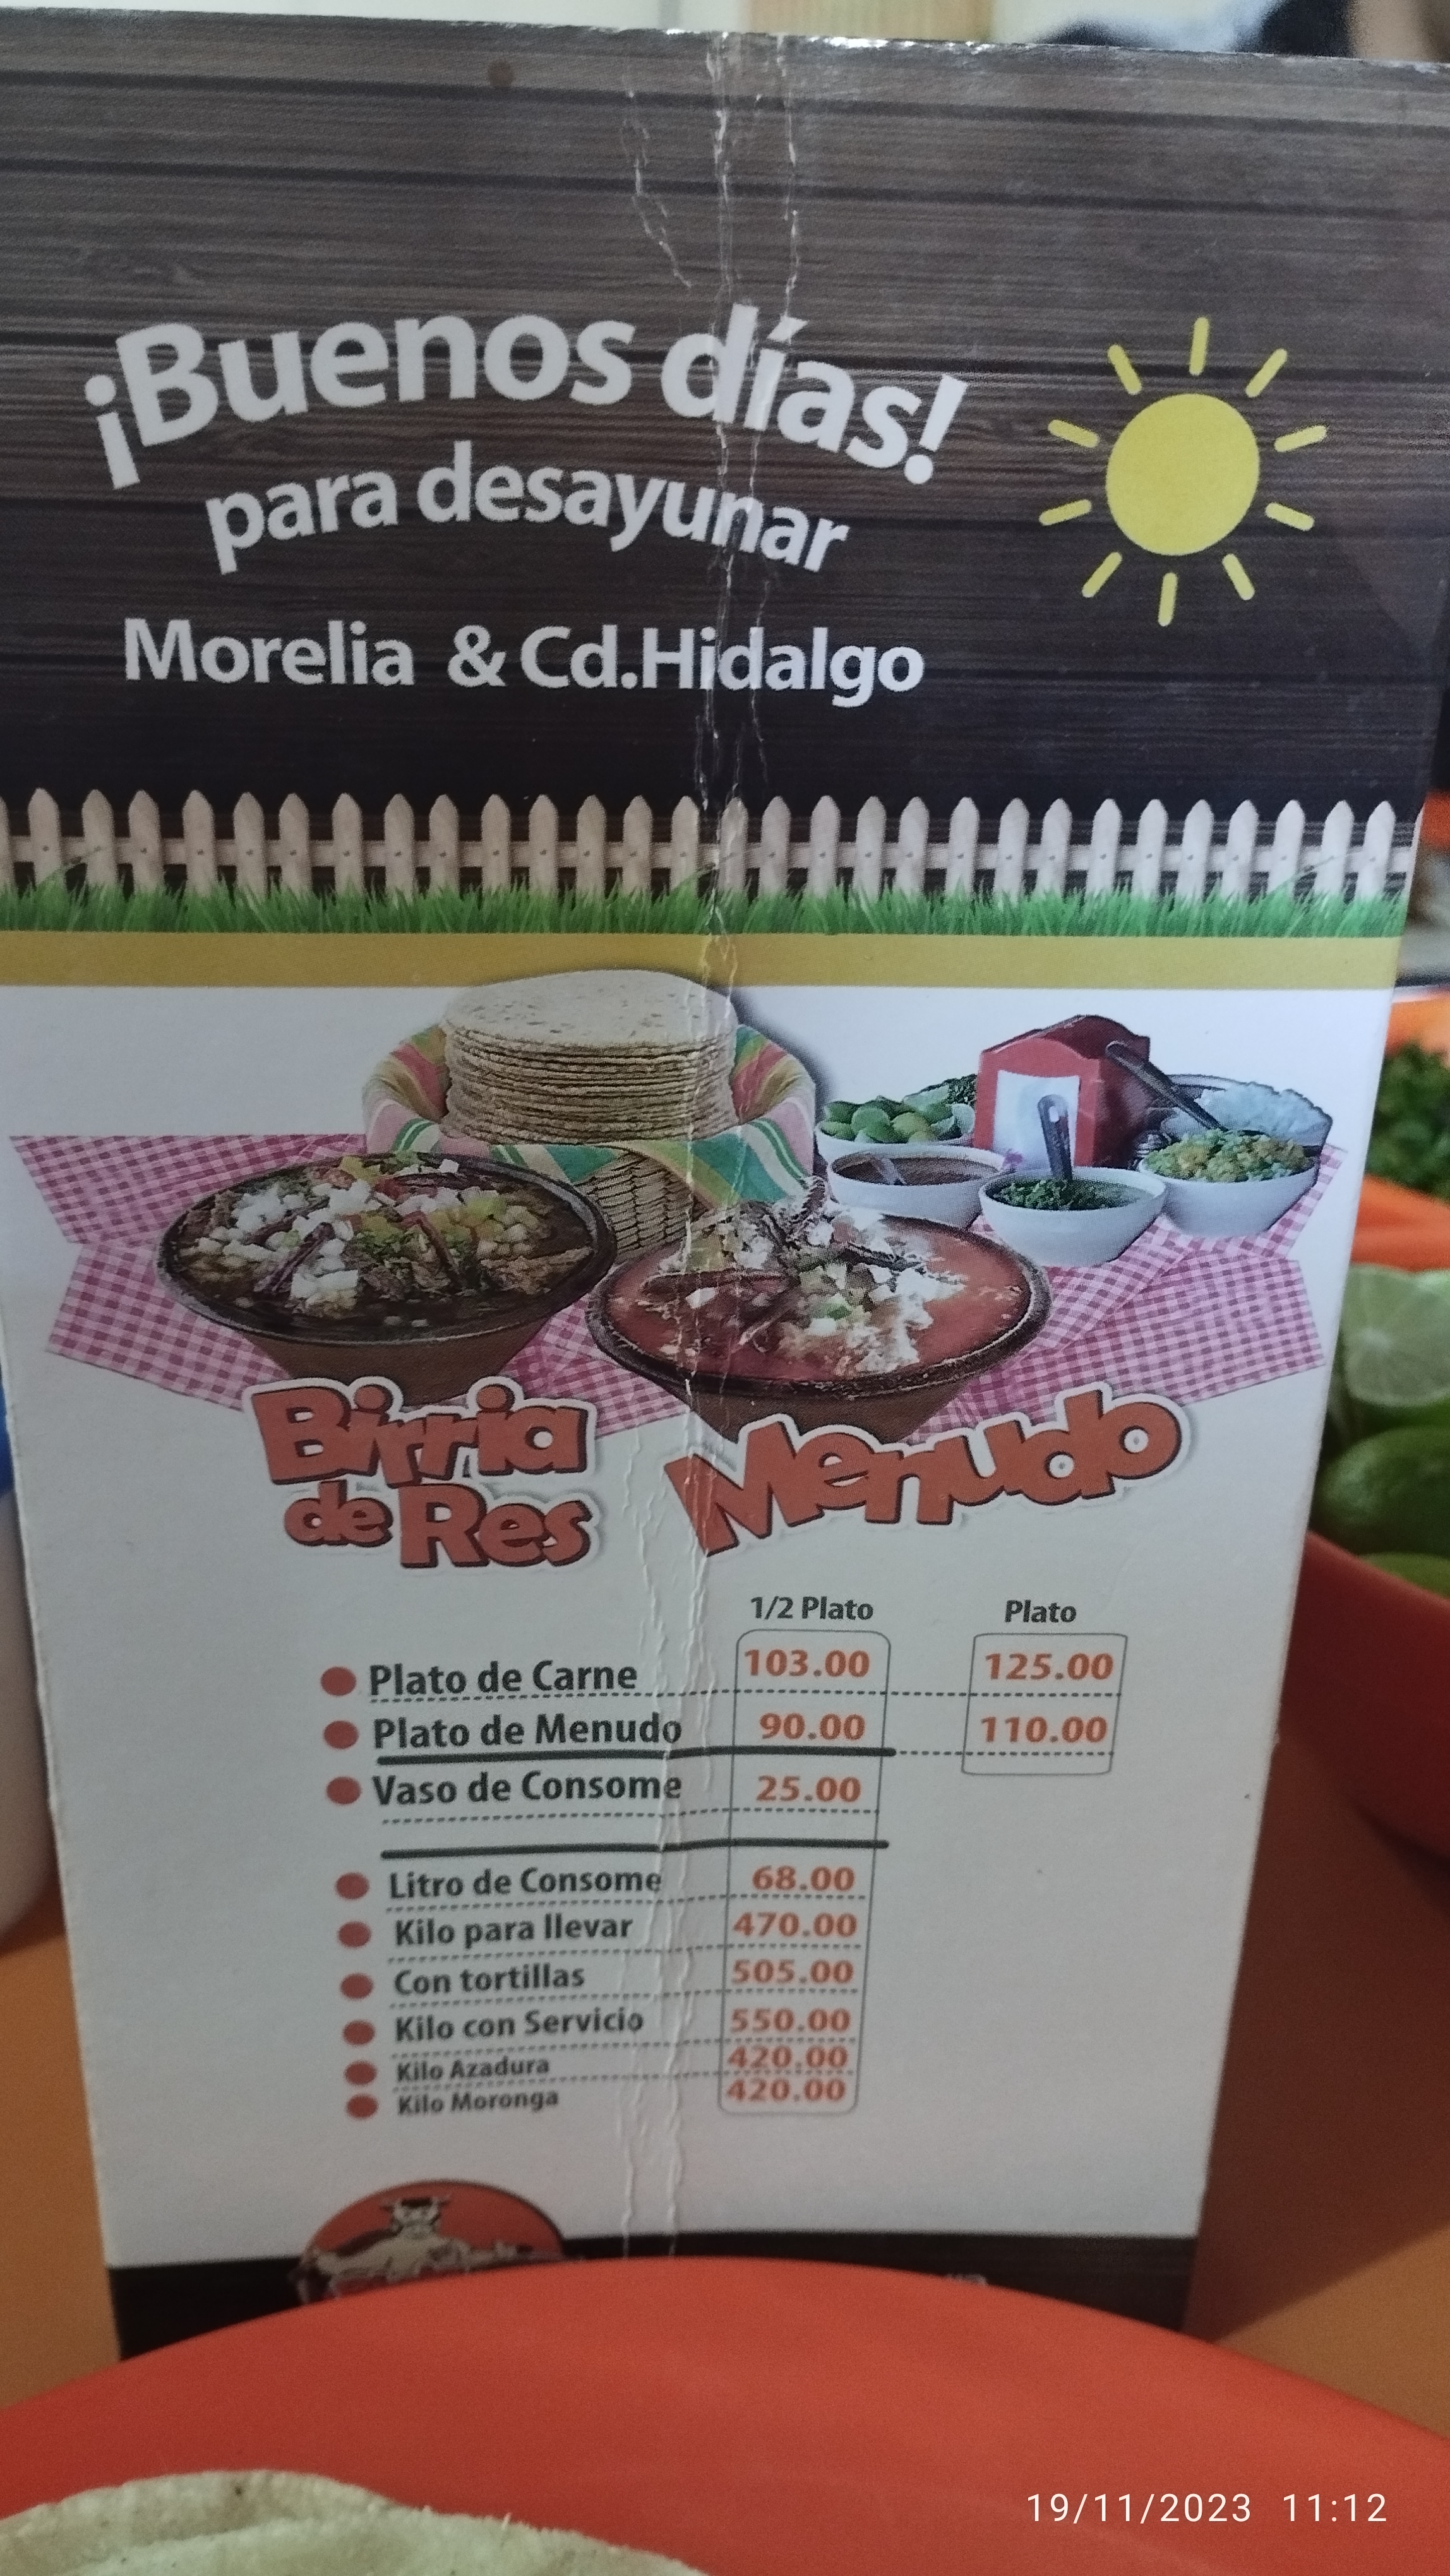 ¡Buenos días!
para desayunar
Morelia & Cd.Hidalgo
Birria
de Res
Menudo
1/2 Plato Plato
Plato de Carne 103.00 125.00
Plato de Menudo 90.00 110.00
Vaso de Consome 25.00
Litro de Consome 68.00
Kilo para llevar 470.00
Con tortillas 505.00
Kilo con Servicio 550.00
Kilo Azadura 420.00
Kilo Moronga 420.00
19/11/2023 11:12